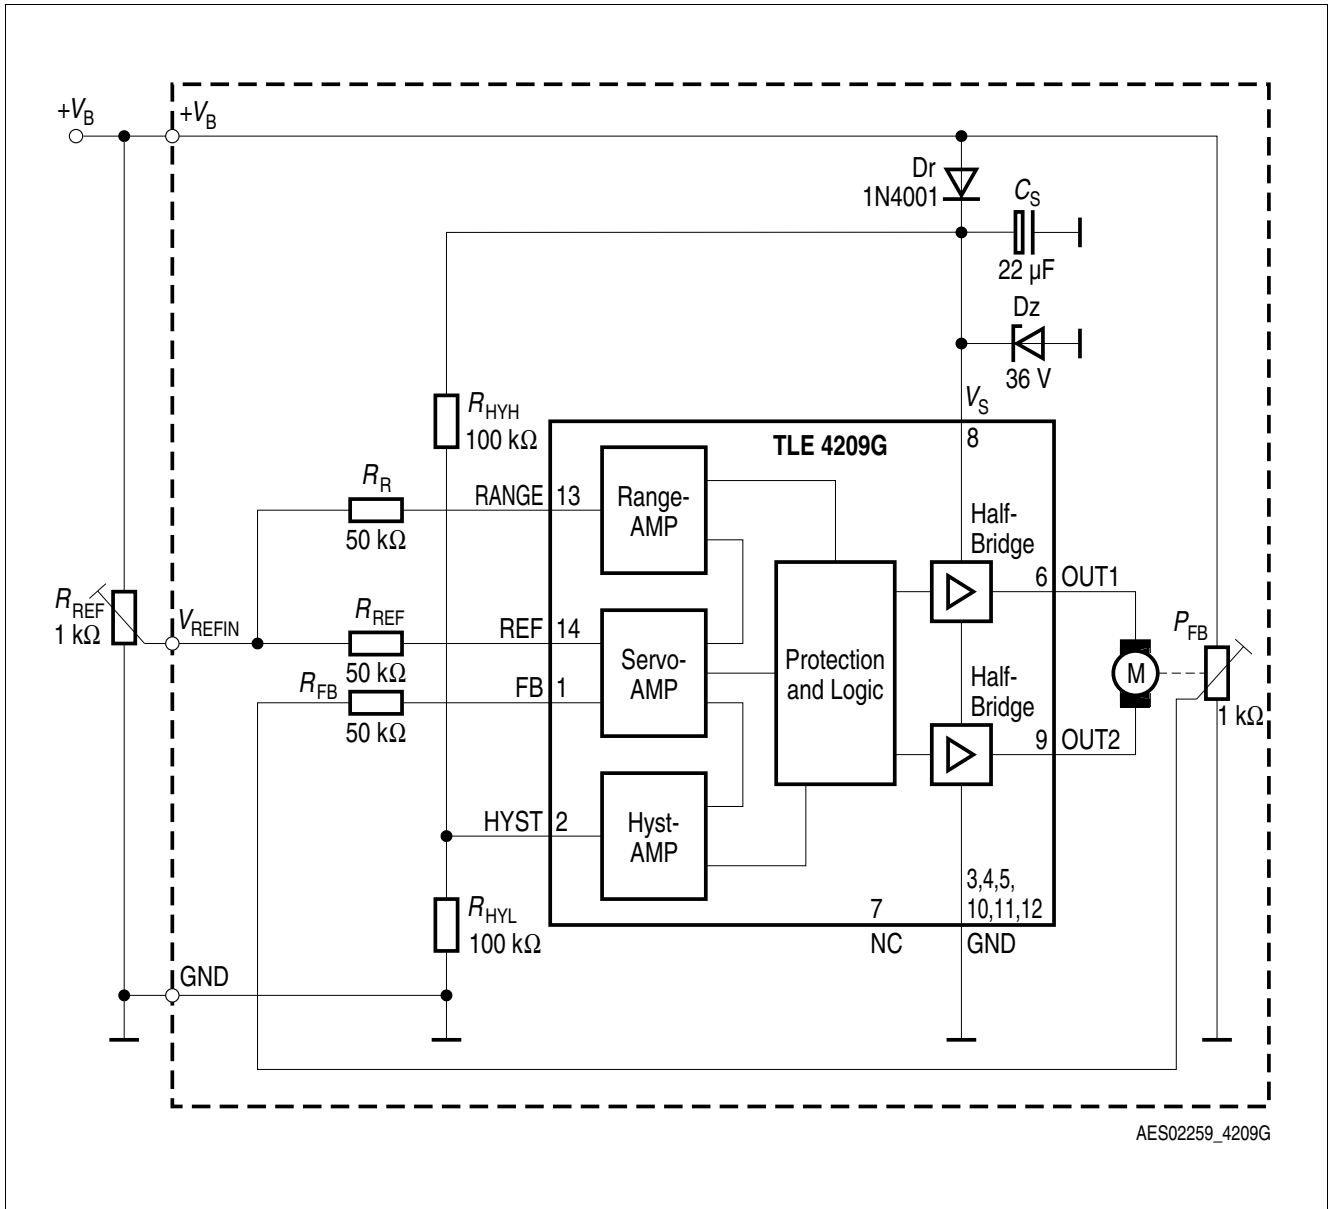 +VB
+VB
Dr
1N4001
CS
22 µF
Dz
36 V
VS
8
RHYH
100 kΩ
TLE 4209G
RR
50 kΩ
RANGE 13
Range-
AMP
Half-
Bridge
6 OUT1
RREF
1 kΩ
VREFIN
RREF
50 kΩ
REF 14
Servo-
AMP
Protection
and Logic
M
PFB
1 kΩ
RFB
50 kΩ
FB 1
Half-
Bridge
9 OUT2
HYST 2
Hyst-
AMP
RHYL
100 kΩ
7
NC
3,4,5,
10,11,12
GND
GND
AES02259_4209G